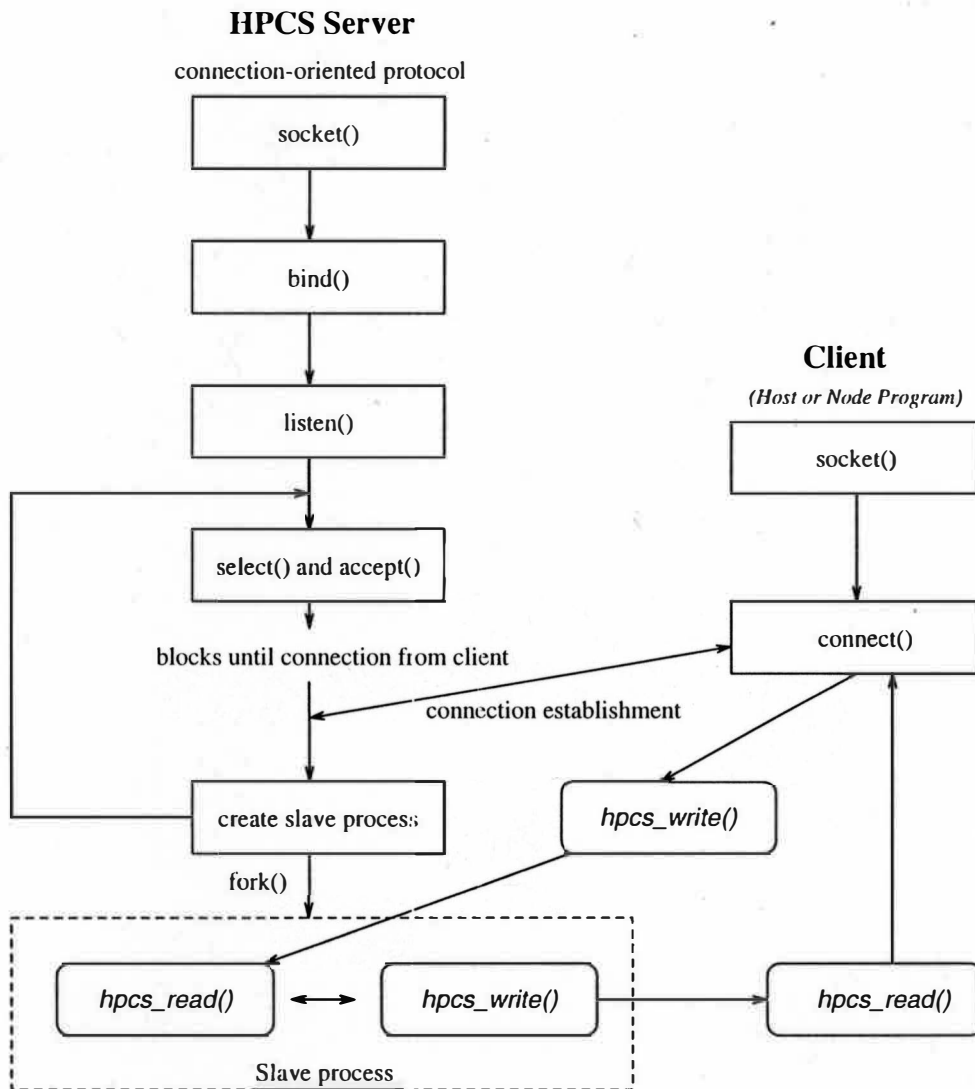 HPCS Server
connection-oriented protocol
socket()
bind()
listen()
select() and accept()
blocks until connection from client
connection establishment
create slave process
fork()
hpcs_read()
hpcs_write()
Slave process
Client
(Host or Node Program)
socket()
connect()
hpcs_write()
hpcs_read()